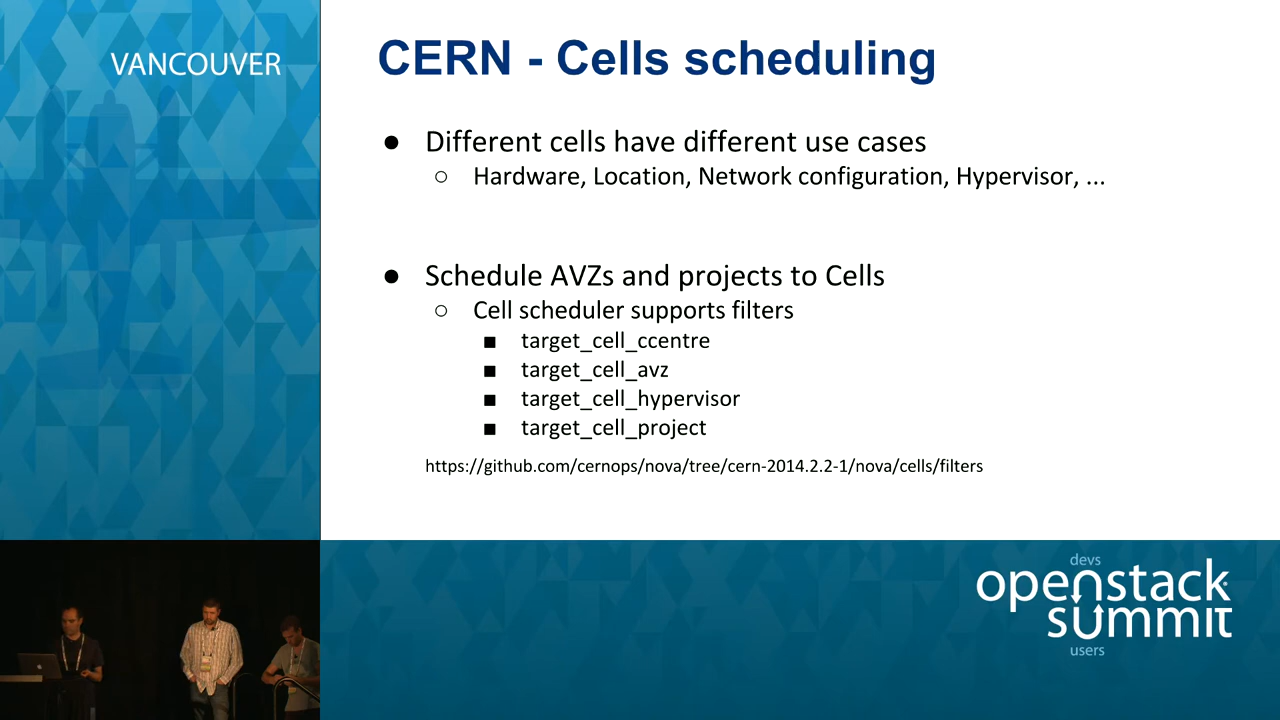 VANCOUVER
CERN - Cells scheduling
● Different cells have different use cases
○ Hardware, Location, Network configuration, Hypervisor, ...
● Schedule AVZs and projects to Cells
○ Cell scheduler supports filters
■ target_cell_ccentre
■ target_cell_avz
■ target_cell_hypervisor
■ target_cell_project
https://github.com/cernops/nova/tree/cern-2014.2.2-1/nova/cells/filters
devs
openstack
summit
users